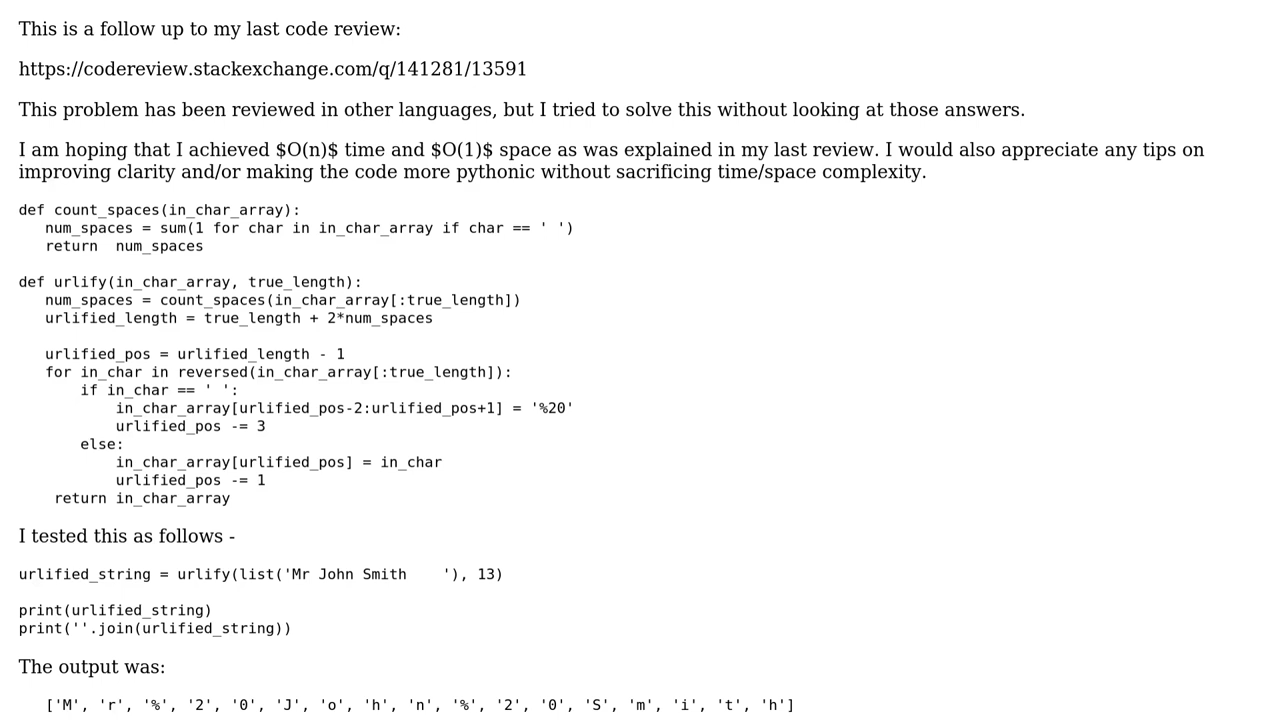 This is a follow up to my last code review:
https://codereview.stackexchange.com/q/141281/13591
This problem has been reviewed in other languages, but I tried to solve this without looking at those answers.
I am hoping that I achieved $O(n)$ time and $O(1)$ space as was explained in my last review. I would also appreciate any tips on
improving clarity and/or making the code more pythonic without sacrificing time/space complexity.
def count_spaces(in_char_array):
   num_spaces = sum(1 for char in in_char_array if char == ' ')
   return  num_spaces

def urlify(in_char_array, true_length):
   num_spaces = count_spaces(in_char_array[:true_length])
   urlified_length = true_length + 2*num_spaces

   urlified_pos = urlified_length - 1
   for in_char in reversed(in_char_array[:true_length]):
       if in_char == ' ':
           in_char_array[urlified_pos-2:urlified_pos+1] = '%20'
           urlified_pos -= 3
       else:
           in_char_array[urlified_pos] = in_char
           urlified_pos -= 1
    return in_char_array
I tested this as follows -
urlified_string = urlify(list('Mr John Smith    '), 13)

print(urlified_string)
print(''.join(urlified_string))
The output was:
   ['M', 'r', '%', '2', '0', 'J', 'o', 'h', 'n', '%', '2', '0', 'S', 'm', 'i', 't', 'h']